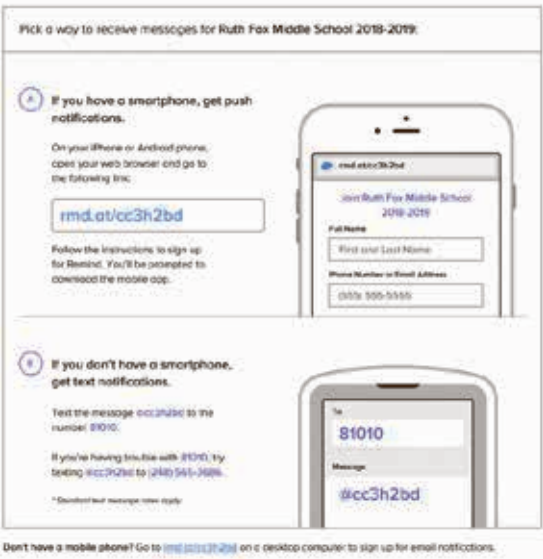 Pick a way to receive messages for Ruth Fox Middle School 2018-2019:
A
If you have a smartphone, get push
notifications.
On your iPhone or Android phone,
open your web browser and go to
the following link:
rmd.at/cc3h2bd
Follow the instructions to sign up
for Remind. You'll be prompted to
download the mobile app.
rmd.at/cc3h2bd
Join Ruth Fox Middle School
2018-2019
Full Name
First and Last Name
Phone Number or Email Address
(555) 555-5555
B
If you don't have a smartphone,
get text notifications.
Text the message @cc3h2bd to the
number 81010.
If you're having trouble with 81010, try
texting @cc3h2bd to (248) 565-3686.
* Standard text message rates apply.
To
81010
Message
@cc3h2bd
Don't have a mobile phone? Go to rmd.at/cc3h2bd on a desktop computer to sign up for email notifications.